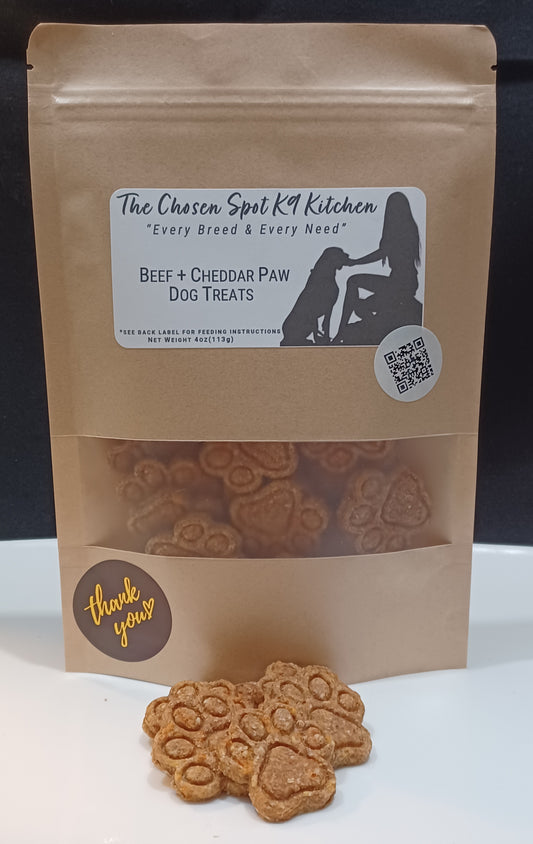 The Chosen Spot K9 Kitchen
"Every Breed & Every Need"
Beef + Cheddar Paw
Dog Treats
*See back label for feeding instructions
Net Weight 4oz(113g)
thank
you